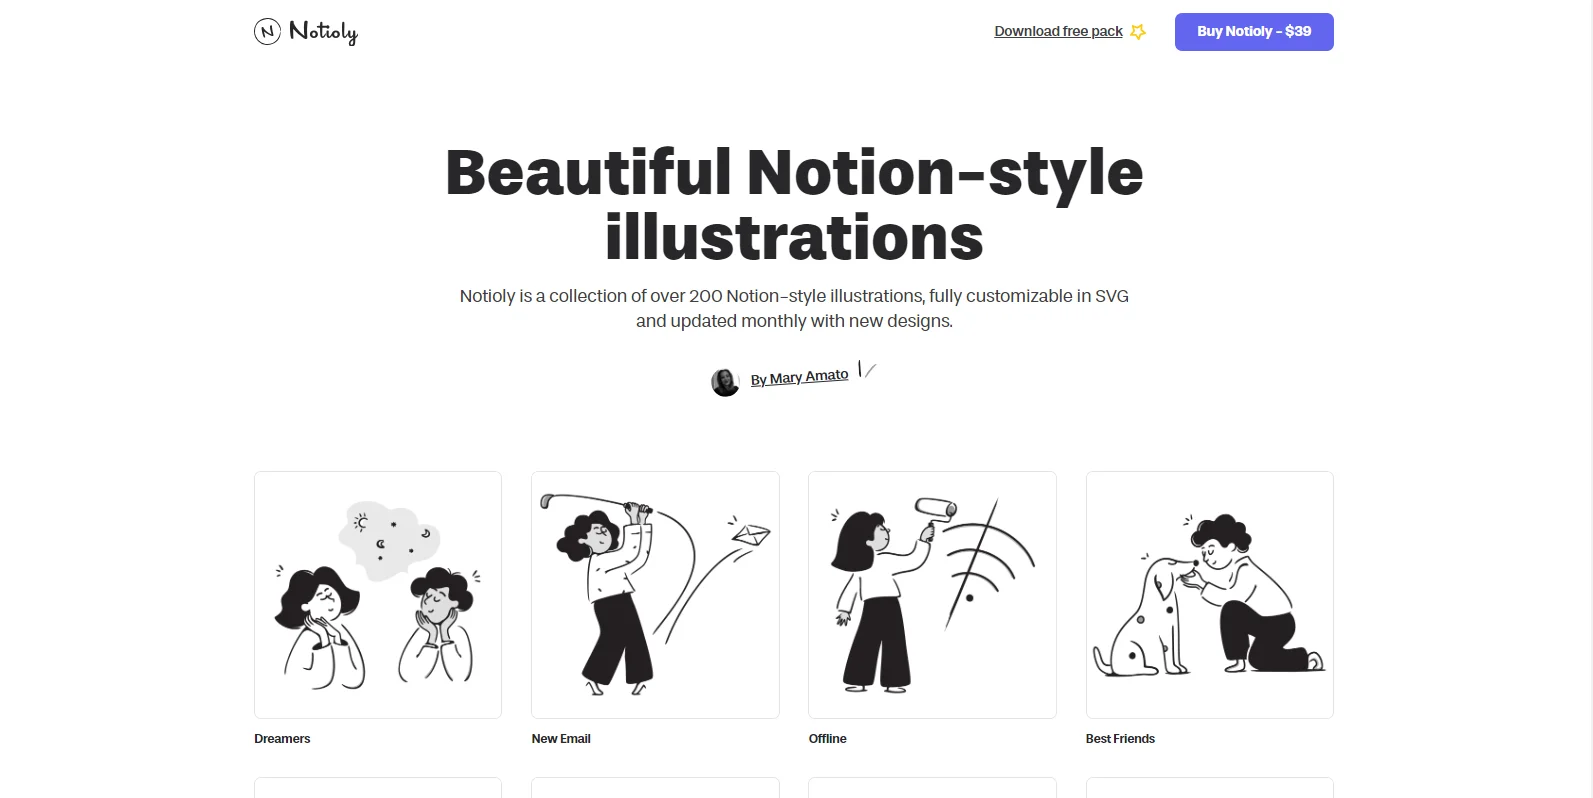 N Notioly
Download free pack
Buy Notioly - $39
Beautiful Notion-style
illustrations
Notioly is a collection of over 200 Notion-style illustrations, fully customizable in SVG
and updated monthly with new designs.
By Mary Amato
Dreamers
New Email
Offline
Best Friends